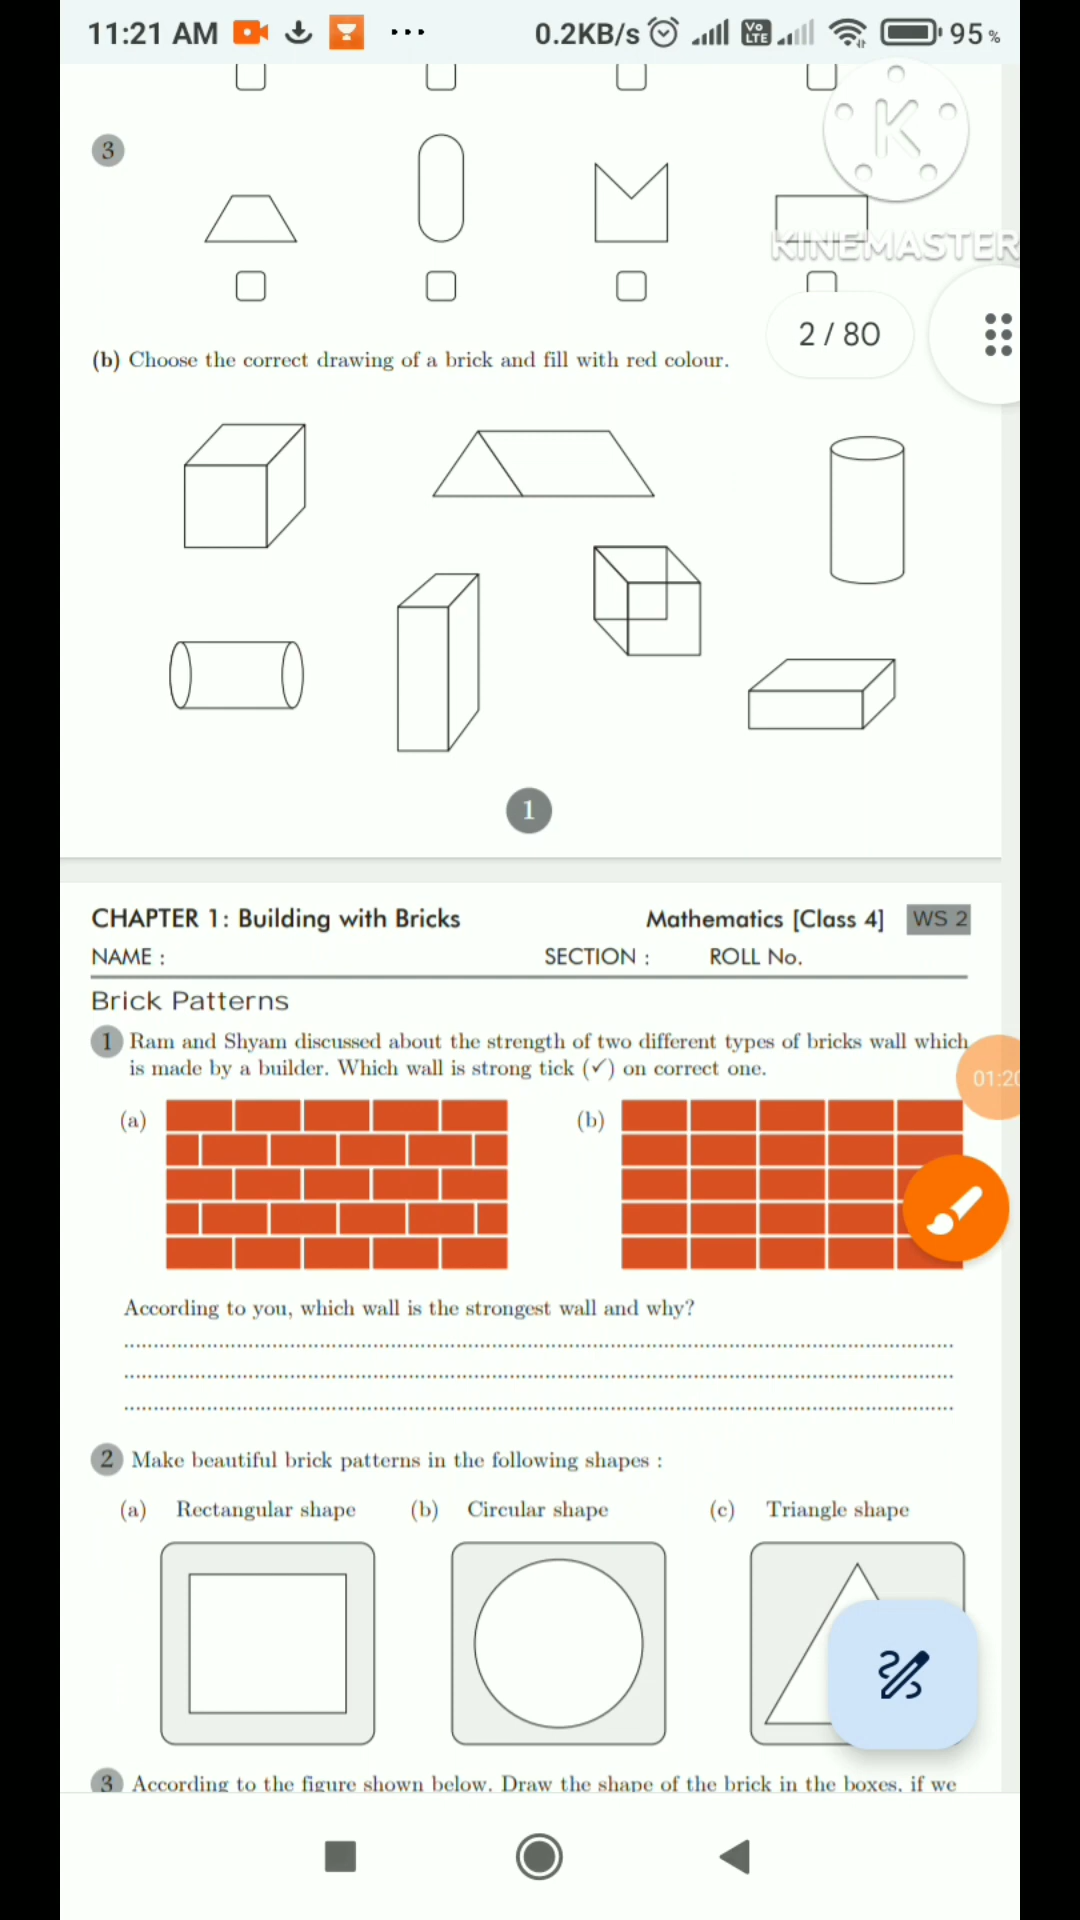 11:21 AM ... 0.2KB/s Vo LTE 95 %
3
K
KINEMASTER
2 / 80
(b) Choose the correct drawing of a brick and fill with red colour.
1
CHAPTER 1: Building with Bricks Mathematics [Class 4] WS 2
NAME : SECTION : ROLL No.
Brick Patterns
1 Ram and Shyam discussed about the strength of two different types of bricks wall which
is made by a builder. Which wall is strong tick (✓) on correct one.
01:20
(a) (b)
According to you, which wall is the strongest wall and why?
2 Make beautiful brick patterns in the following shapes :
(a) Rectangular shape (b) Circular shape (c) Triangle shape
3 According to the figure shown below. Draw the shape of the brick in the boxes, if we